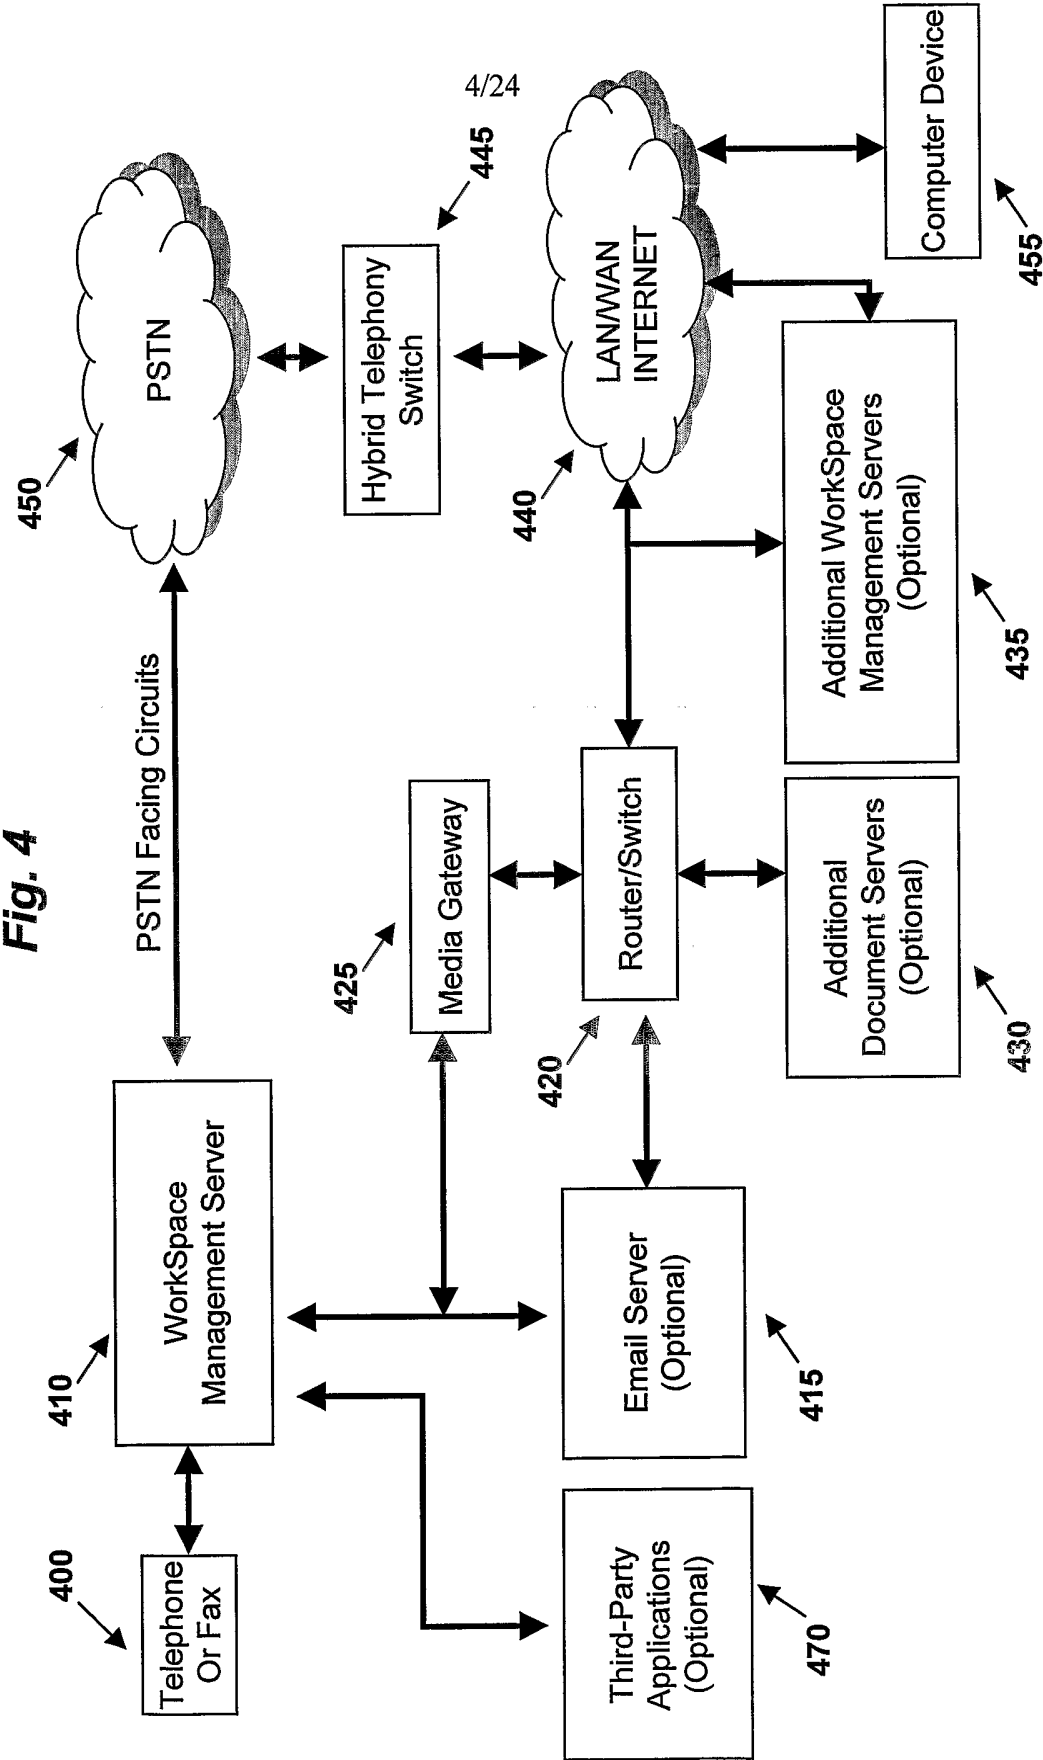 4/24
Fig. 4
400
Telephone
Or Fax
410
WorkSpace
Management Server
PSTN Facing Circuits
450
PSTN
425
Media Gateway
Hybrid Telephony
Switch
445
470
Third-Party
Applications
(Optional)
415
Email Server
(Optional)
420
Router/Switch
440
LAN/WAN
INTERNET
430
Additional
Document Servers
(Optional)
435
Additional WorkSpace
Management Servers
(Optional)
455
Computer Device